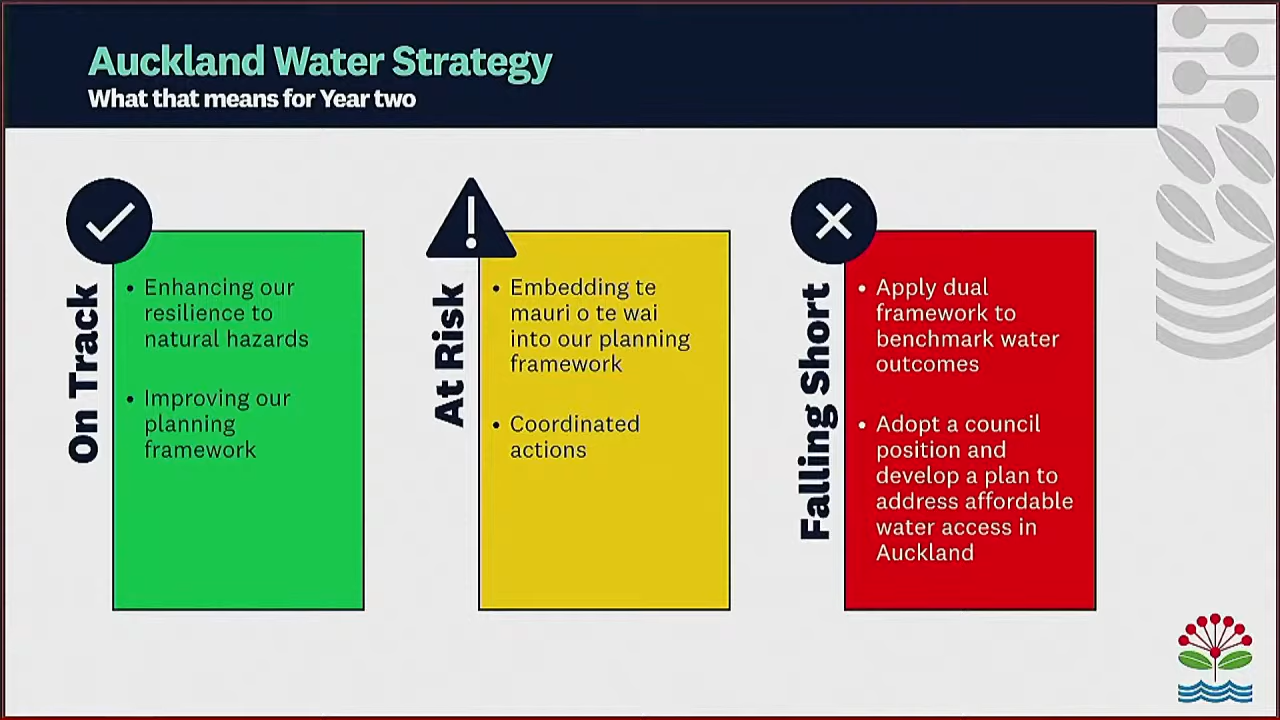 Auckland Water Strategy
What that means for Year two
On Track
• Enhancing our
resilience to
natural hazards
• Improving our
planning
framework
At Risk
• Embedding te
mauri o te wai
into our planning
framework
• Coordinated
actions
Falling Short
• Apply dual
framework to
benchmark water
outcomes
• Adopt a council
position and
develop a plan to
address affordable
water access in
Auckland